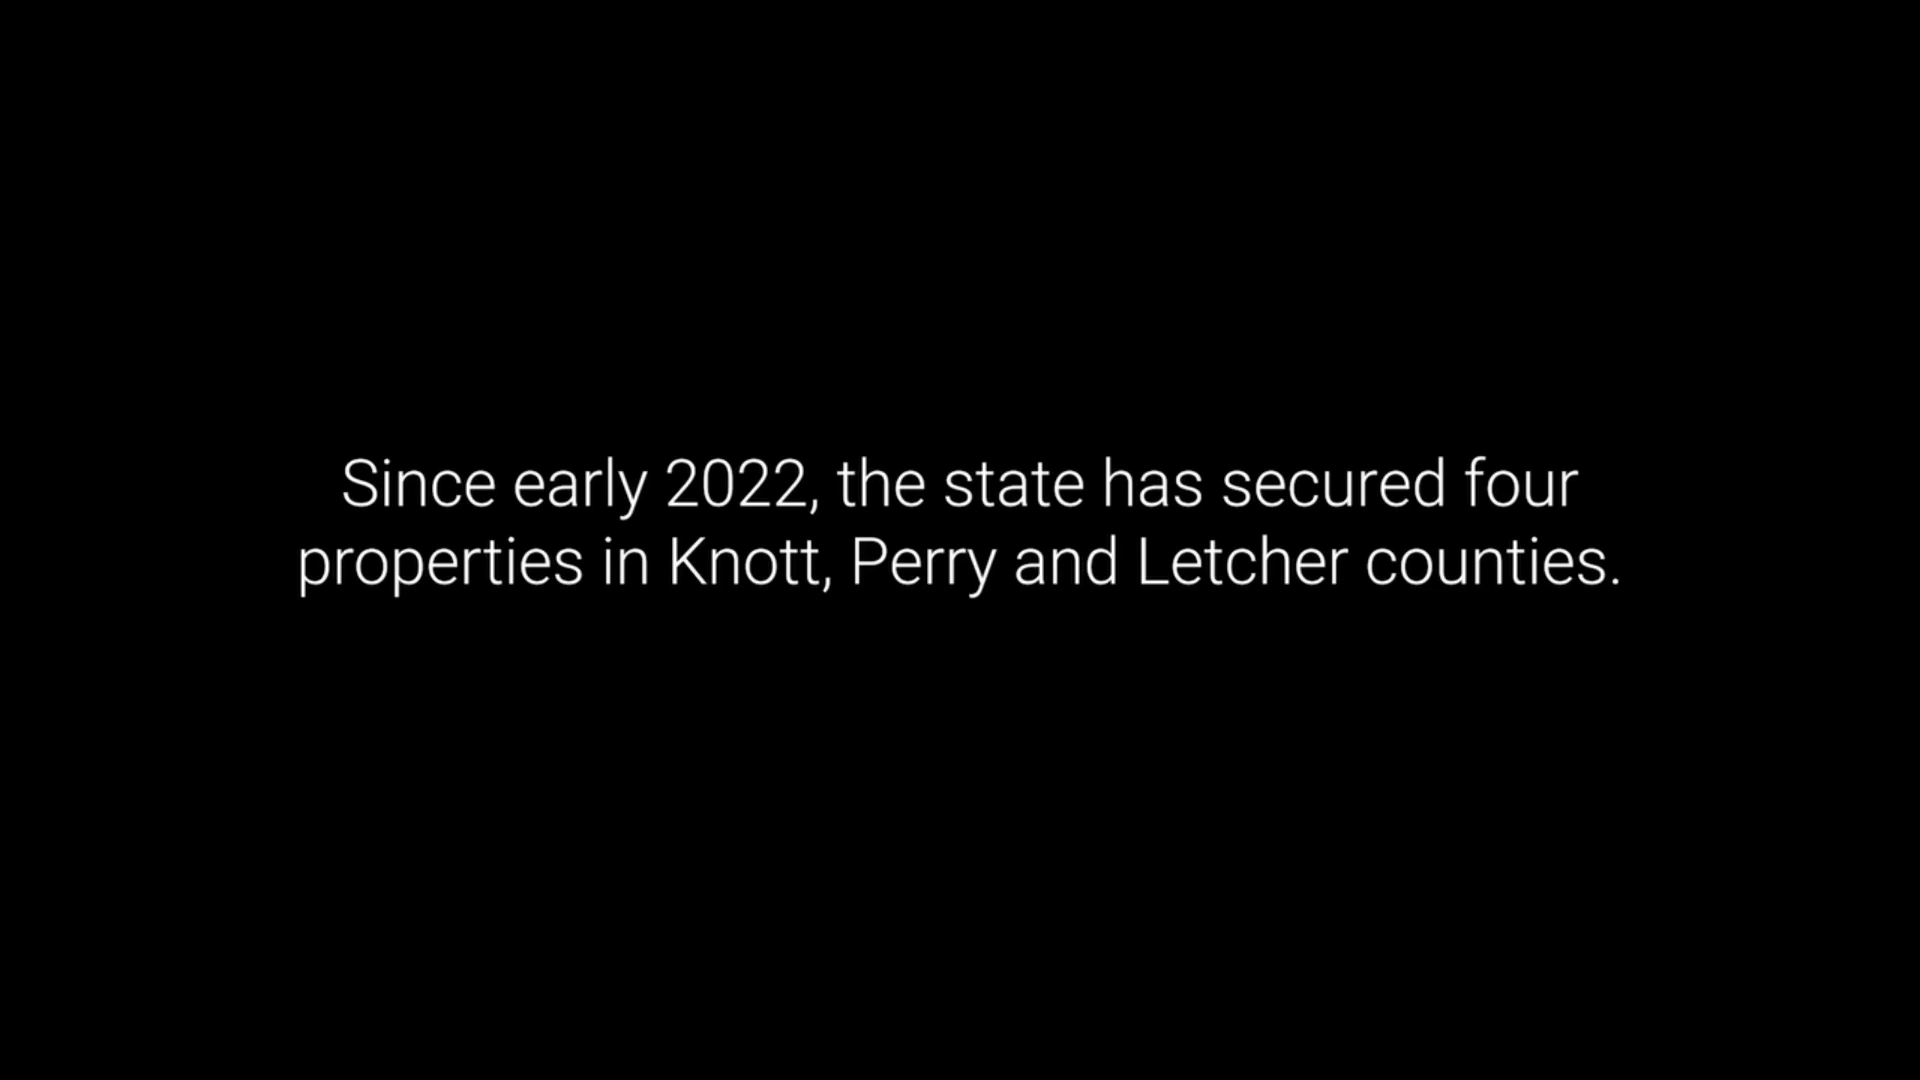 Since early 2022, the state has secured four
properties in Knott, Perry and Letcher counties.